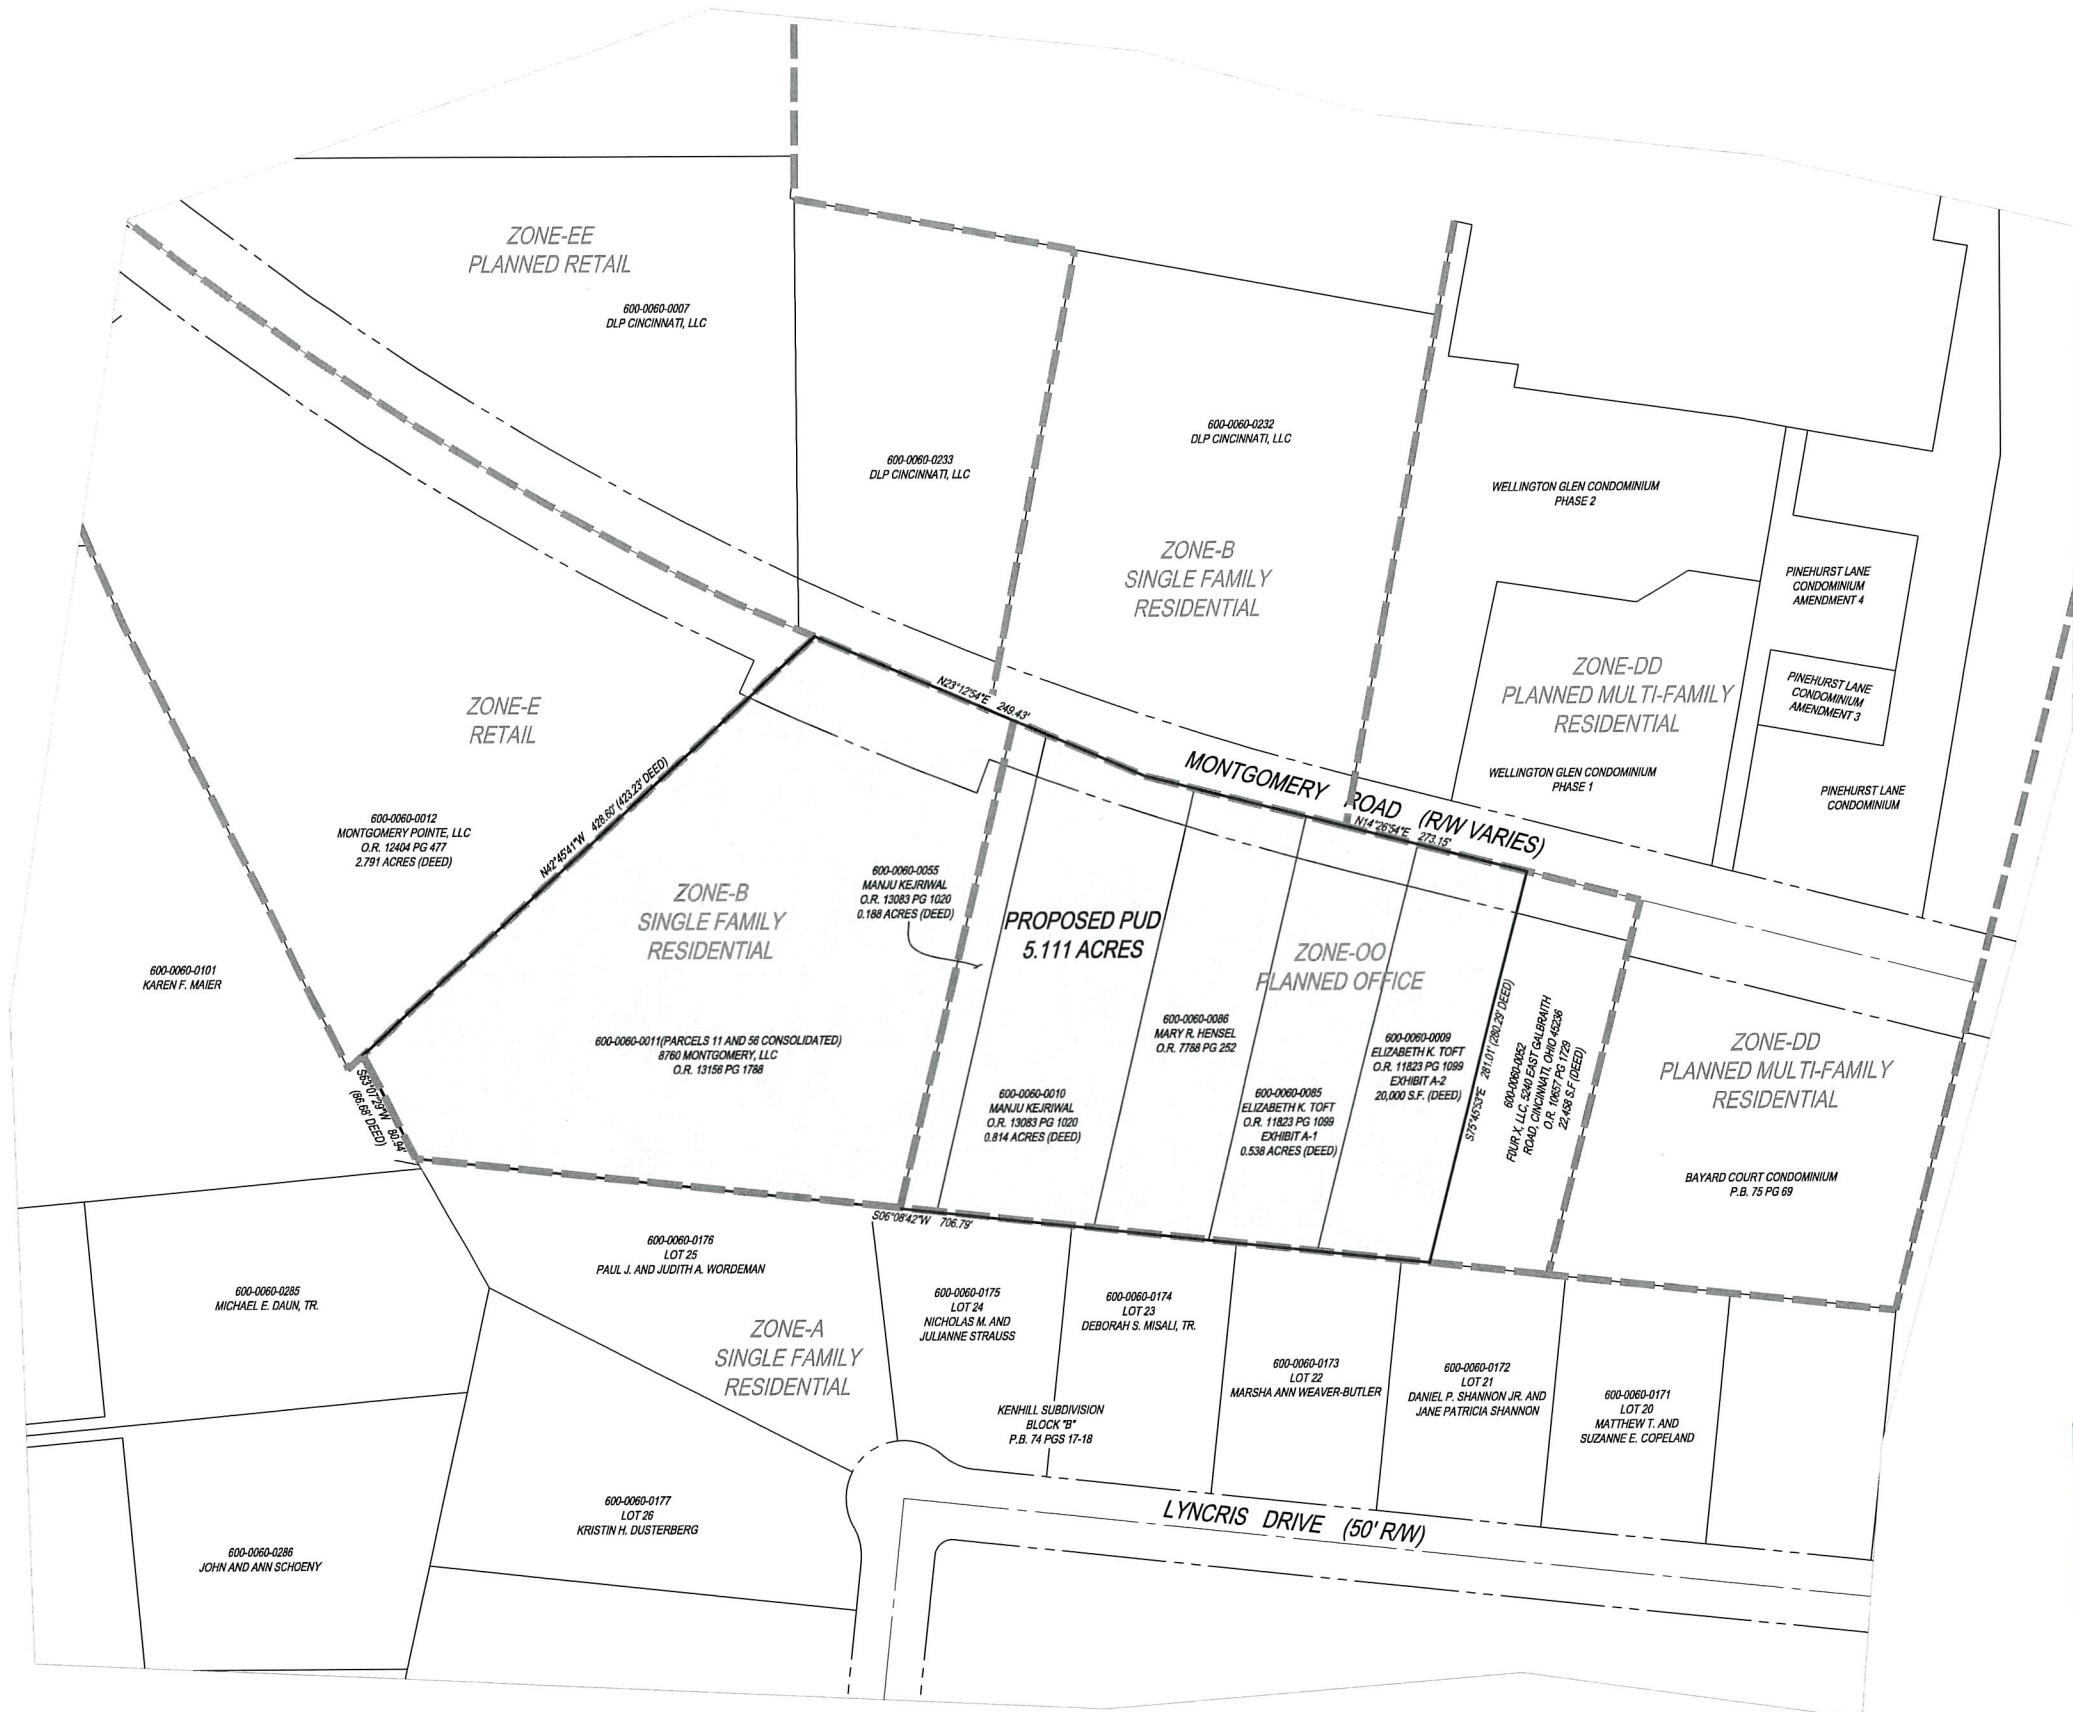 ZONE-EE
PLANNED RETAIL
600-0060-0007
DLP CINCINNATI, LLC
600-0060-0233
DLP CINCINNATI, LLC
600-0060-0232
DLP CINCINNATI, LLC
ZONE-B
SINGLE FAMILY
RESIDENTIAL
WELLINGTON GLEN CONDOMINIUM
PHASE 2
PINEHURST LANE
CONDOMINIUM
AMENDMENT 4
ZONE-DD
PLANNED MULTI-FAMILY
RESIDENTIAL
PINEHURST LANE
CONDOMINIUM
AMENDMENT 3
WELLINGTON GLEN CONDOMINIUM
PHASE 1
PINEHURST LANE
CONDOMINIUM
ZONE-E
RETAIL
N23°12'54"E 249.43'
MONTGOMERY ROAD (R/W VARIES)
N14°26'54"E 273.15'
600-0060-0012
MONTGOMERY POINTE, LLC
O.R. 12404 PG 477
2.791 ACRES (DEED)
N42°45'41"W 428.60' (423.23' DEED)
600-0060-0101
KAREN F. MAIER
ZONE-B
SINGLE FAMILY
RESIDENTIAL
600-0060-0055
MANJU KEJRIWAL
O.R. 13083 PG 1020
0.188 ACRES (DEED)
PROPOSED PUD
5.111 ACRES
ZONE-OO
PLANNED OFFICE
600-0060-0011(PARCELS 11 AND 56 CONSOLIDATED)
8760 MONTGOMERY, LLC
O.R. 13156 PG 1788
600-0060-0010
MANJU KEJRIWAL
O.R. 13083 PG 1020
0.814 ACRES (DEED)
600-0060-0086
MARY R. HENSEL
O.R. 7788 PG 252
600-0060-0085
ELIZABETH K. TOFT
O.R. 11823 PG 1099
EXHIBIT A-1
0.538 ACRES (DEED)
600-0060-0009
ELIZABETH K. TOFT
O.R. 11823 PG 1099
EXHIBIT A-2
20,000 S.F. (DEED)
S75°45'53"E 281.01' (280.29' DEED)
600-0060-0052
FOUR X, LLC, 5240 EAST GALBRAITH
ROAD, CINCINNATI, OHIO 45236
O.R. 10657 PG 1729
22,458 S.F (DEED)
ZONE-DD
PLANNED MULTI-FAMILY
RESIDENTIAL
BAYARD COURT CONDOMINIUM
P.B. 75 PG 69
S63°07'29"W 80.94'
(86.68' DEED)
S06°08'42"W 706.79'
600-0060-0285
MICHAEL E. DAUN, TR.
600-0060-0176
LOT 25
PAUL J. AND JUDITH A. WORDEMAN
ZONE-A
SINGLE FAMILY
RESIDENTIAL
600-0060-0175
LOT 24
NICHOLAS M. AND
JULIANNE STRAUSS
600-0060-0174
LOT 23
DEBORAH S. MISALI, TR.
KENHILL SUBDIVISION
BLOCK "B"
P.B. 74 PGS 17-18
600-0060-0173
LOT 22
MARSHA ANN WEAVER-BUTLER
600-0060-0172
LOT 21
DANIEL P. SHANNON JR. AND
JANE PATRICIA SHANNON
600-0060-0171
LOT 20
MATTHEW T. AND
SUZANNE E. COPELAND
600-0060-0286
JOHN AND ANN SCHOENY
600-0060-0177
LOT 26
KRISTIN H. DUSTERBERG
LYNCRIS DRIVE (50' R/W)